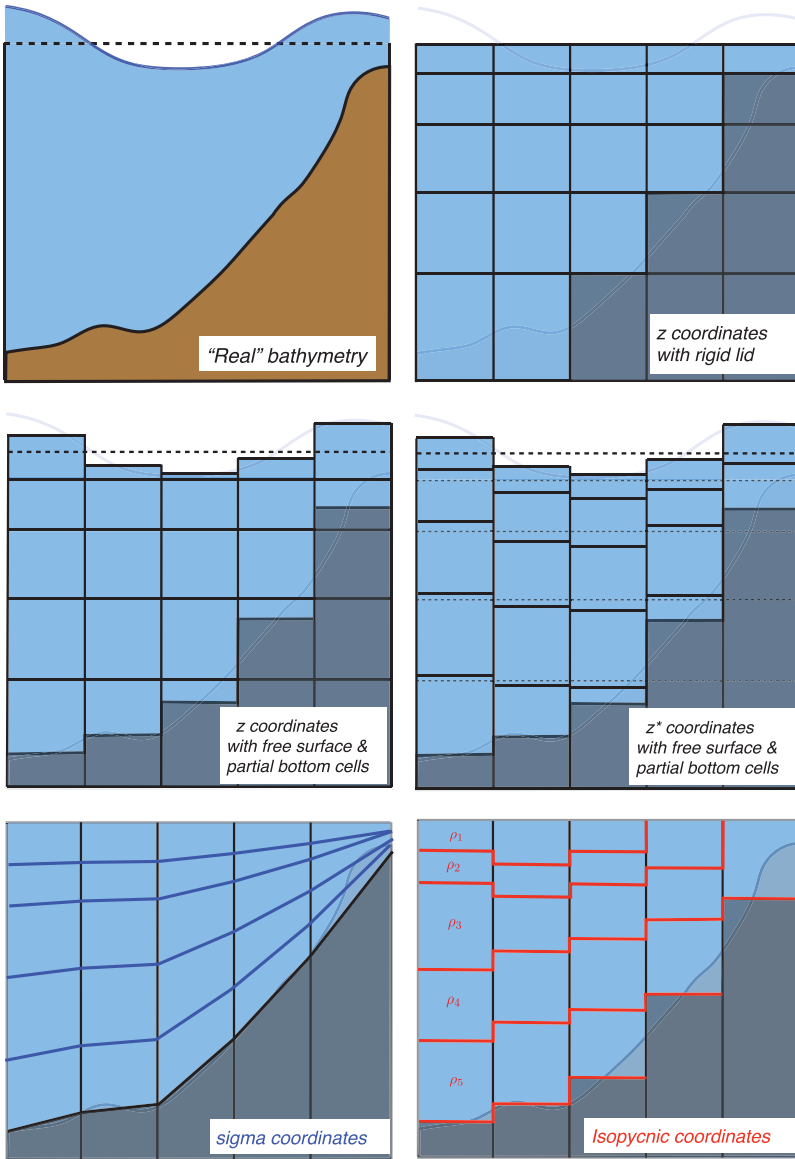 “Real” bathymetry
z coordinates
with rigid lid
z coordinates
with free surface &
partial bottom cells
z* coordinates
with free surface &
partial bottom cells
sigma coordinates
ρ1
ρ2
ρ3
ρ4
ρ5
Isopycnic coordinates